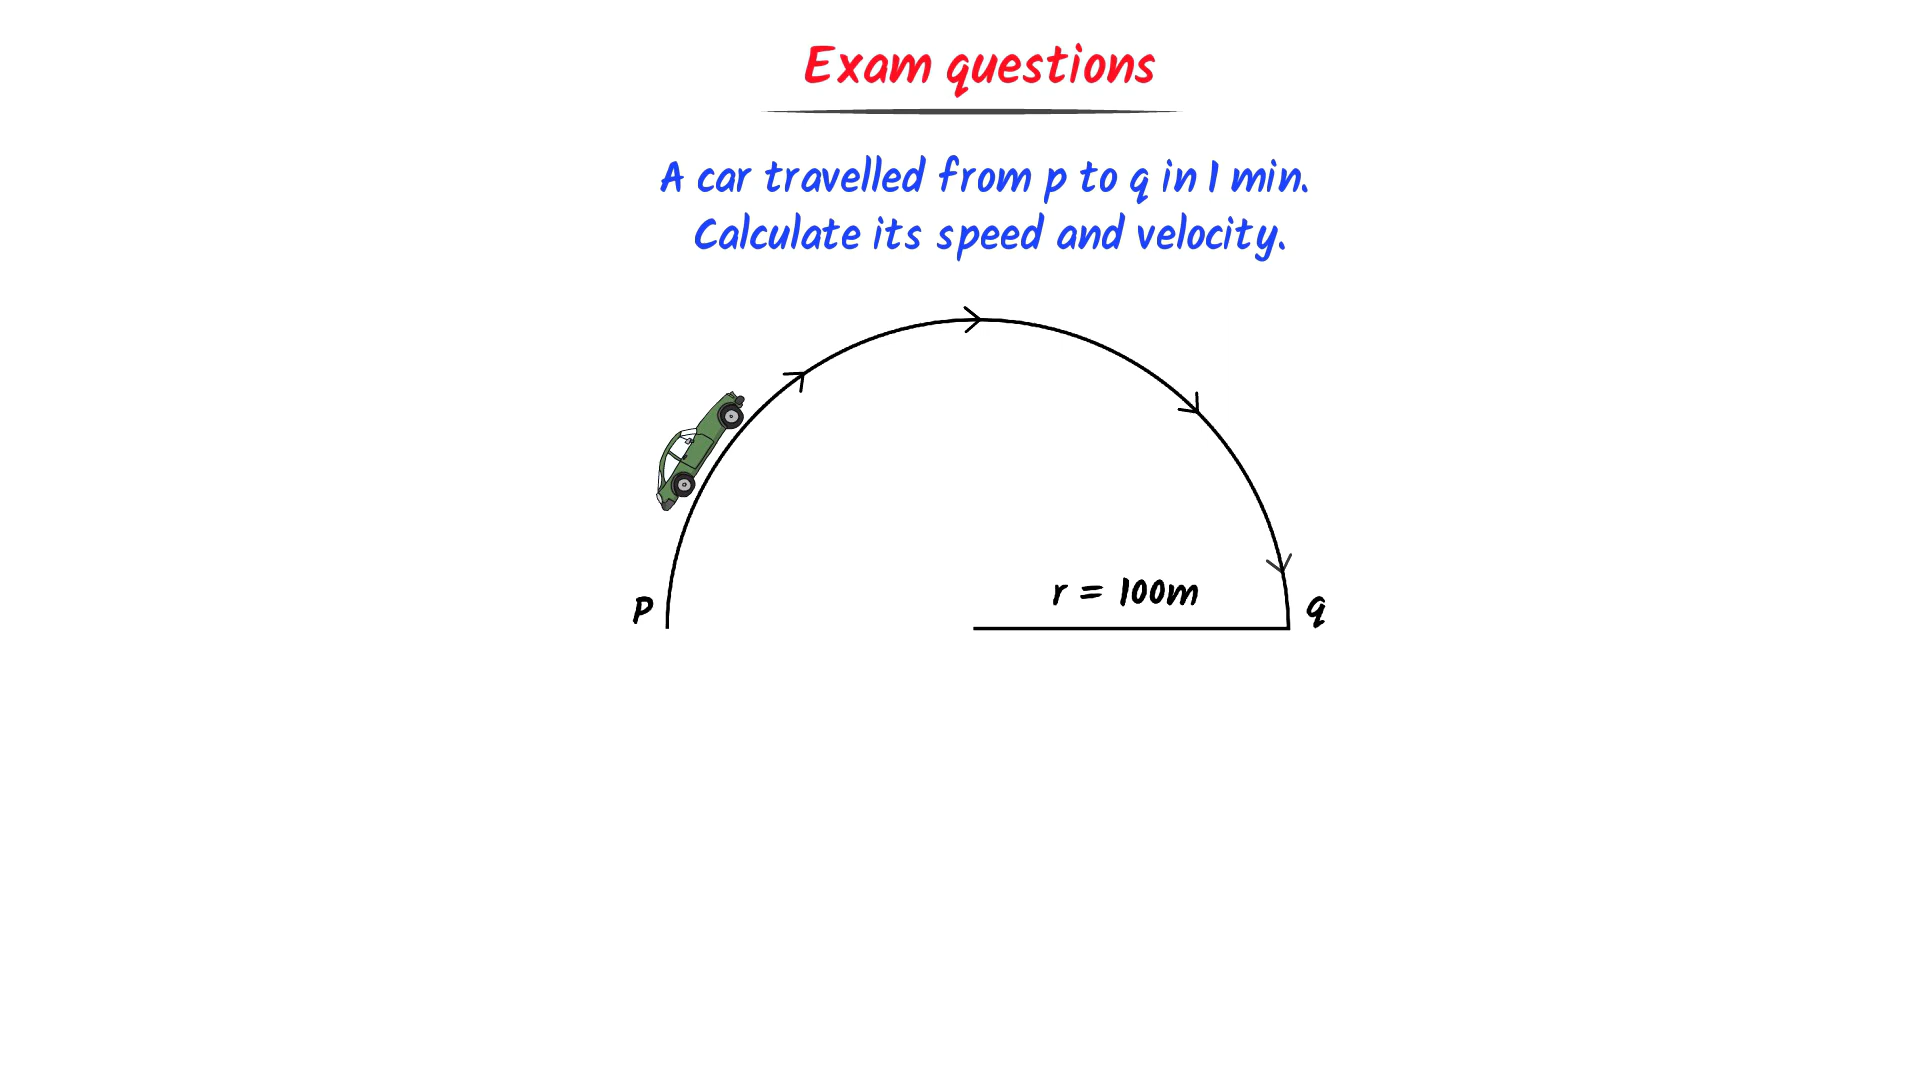 Exam questions
A car travelled from p to q in 1 min.
Calculate its speed and velocity.
r = 100m
P
q